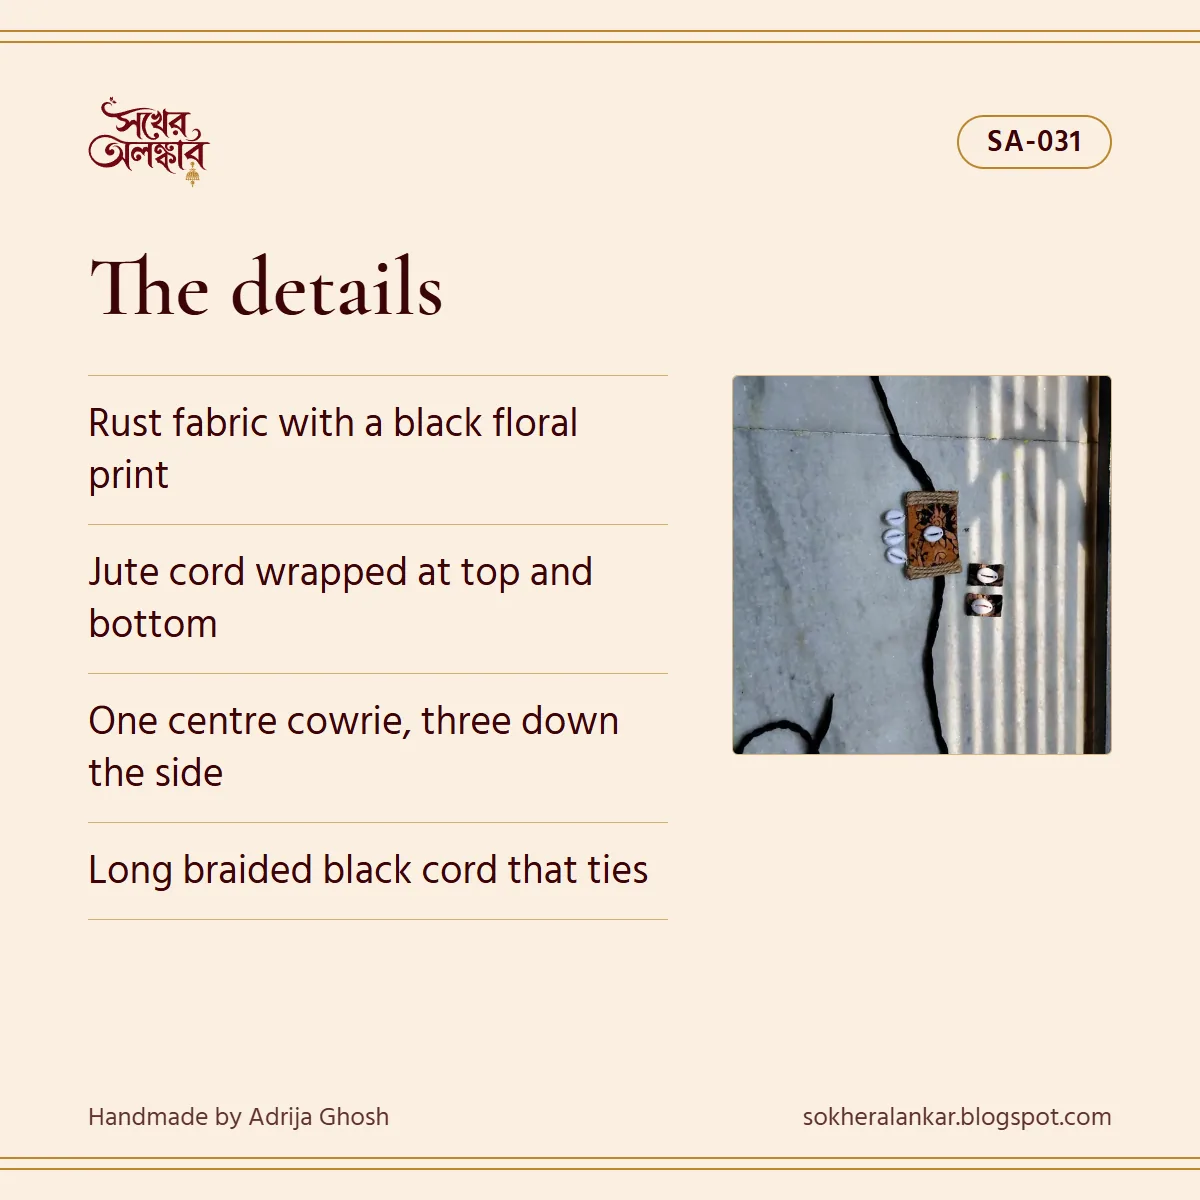 সখের
অলঙ্কার
SA-031
The details
Rust fabric with a black floral
print
Jute cord wrapped at top and
bottom
One centre cowrie, three down
the side
Long braided black cord that ties
Handmade by Adrija Ghosh
sokheralankar.blogspot.com